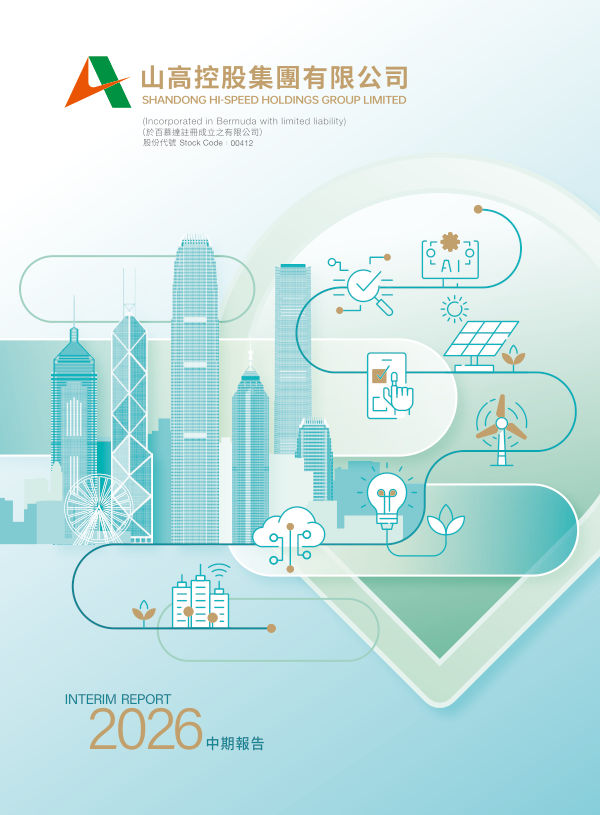 山高控股集團有限公司
SHANDONG HI-SPEED HOLDINGS GROUP LIMITED
(Incorporated in Bermuda with limited liability)
(於百慕達註冊成立之有限公司)
股份代號 Stock Code : 00412
AI
INTERIM REPORT
2026 中期報告